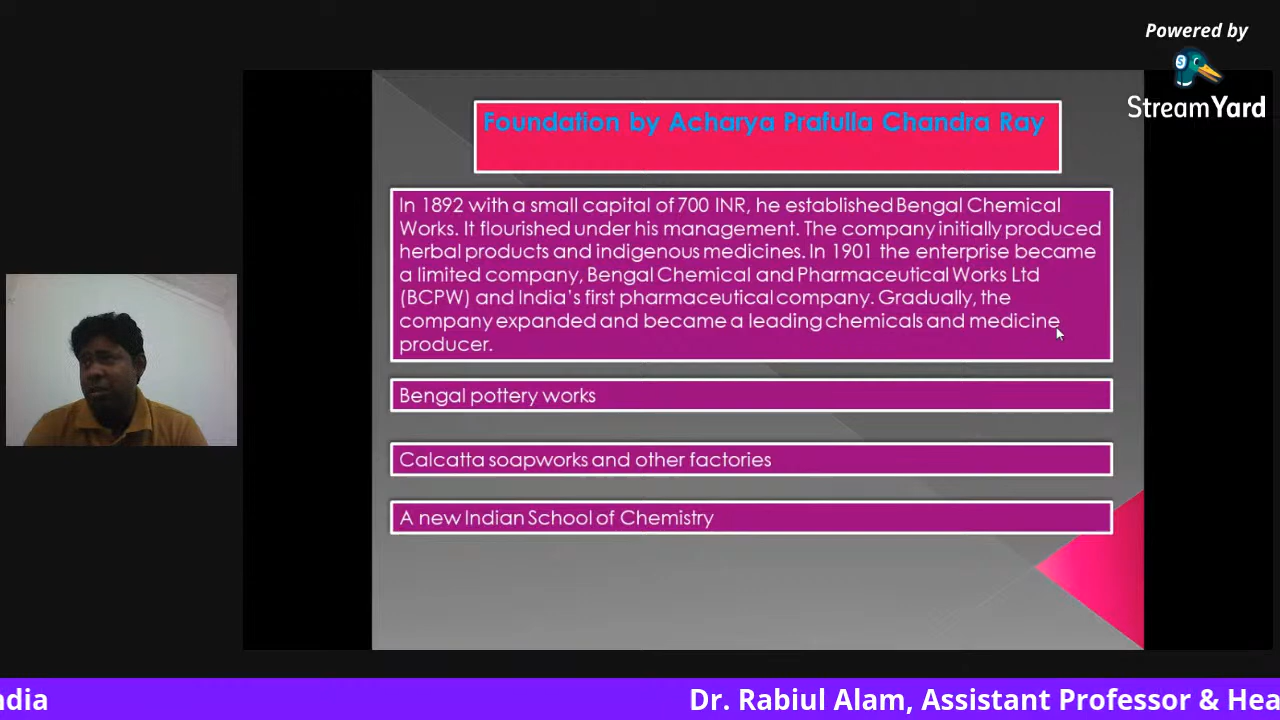 Powered by
StreamYard
Foundation by Acharya Prafulla Chandra Ray
In 1892 with a small capital of 700 INR, he established Bengal Chemical
Works. It flourished under his management. The company initially produced
herbal products and indigenous medicines. In 1901 the enterprise became
a limited company, Bengal Chemical and Pharmaceutical Works Ltd
(BCPW) and India's first pharmaceutical company. Gradually, the
company expanded and became a leading chemicals and medicine
producer.
Bengal pottery works
Calcatta soapworks and other factories
A new Indian School of Chemistry
ndia Dr. Rabiul Alam, Assistant Professor & Hea